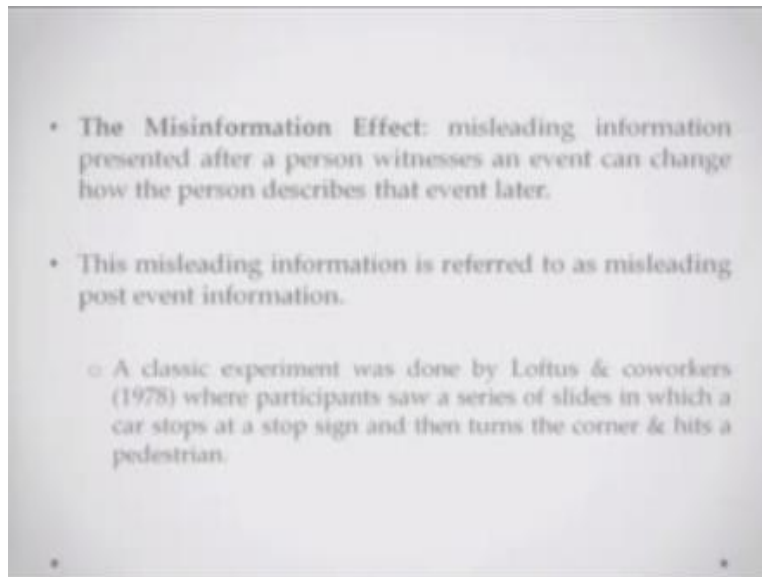 • The Misinformation Effect: misleading information
presented after a person witnesses an event can change
how the person describes that event later.
• This misleading information is referred to as misleading
post event information.
o A classic experiment was done by Loftus & coworkers
(1978) where participants saw a series of slides in which a
car stops at a stop sign and then turns the corner & hits a
pedestrian.